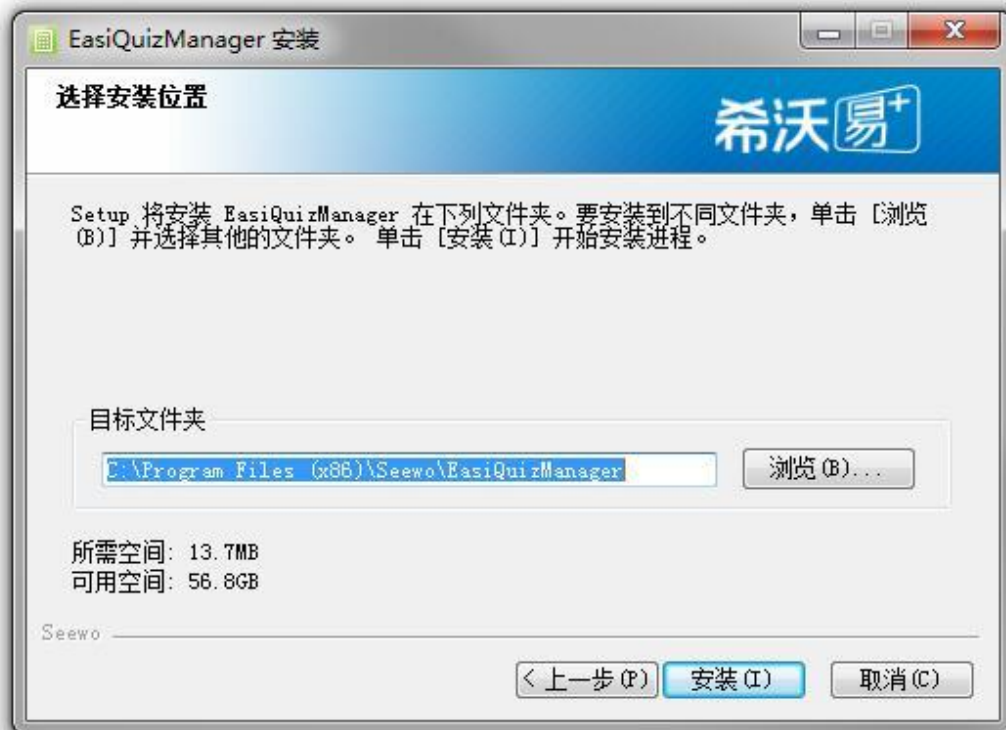 EasiQuizManager 安装
选择安装位置
希沃易+
Setup 将安装 EasiQuizManager 在下列文件夹。要安装到不同文件夹，单击 [浏览
(B)] 并选择其他的文件夹。 单击 [安装(I)] 开始安装进程。
目标文件夹
C:\Program Files (x86)\Seewo\EasiQuizManager
浏览(B)...
所需空间: 13.7MB
可用空间: 56.8GB
Seewo
< 上一步(P)
安装(I)
取消(C)